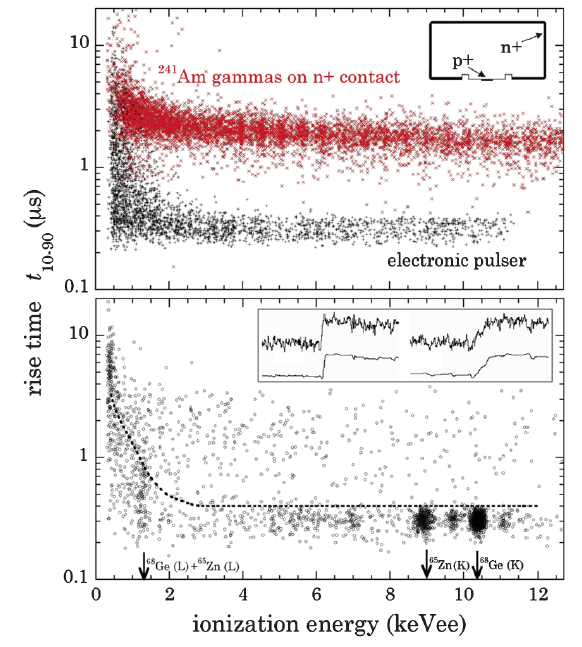 10
1
0.1
²⁴¹Am gammas on n+ contact
n+
p+
electronic pulser
rise time t₁₀₋₉₀ (μs)
10
1
0.1
⁶⁸Ge (L) + ⁶⁵Zn (L)
⁶⁵Zn(K)
⁶⁸Ge (K)
0 2 4 6 8 10 12
ionization energy (keVee)